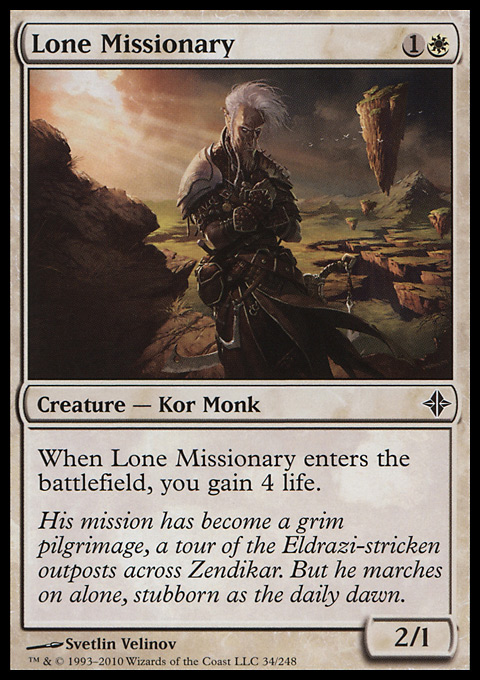 Lone Missionary 1
Creature — Kor Monk
When Lone Missionary enters the
battlefield, you gain 4 life.
His mission has become a grim
pilgrimage, a tour of the Eldrazi-stricken
outposts across Zendikar. But he marches
on alone, stubborn as the daily dawn.
Svetlin Velinov
2/1
™ & © 1993–2010 Wizards of the Coast LLC 34/248